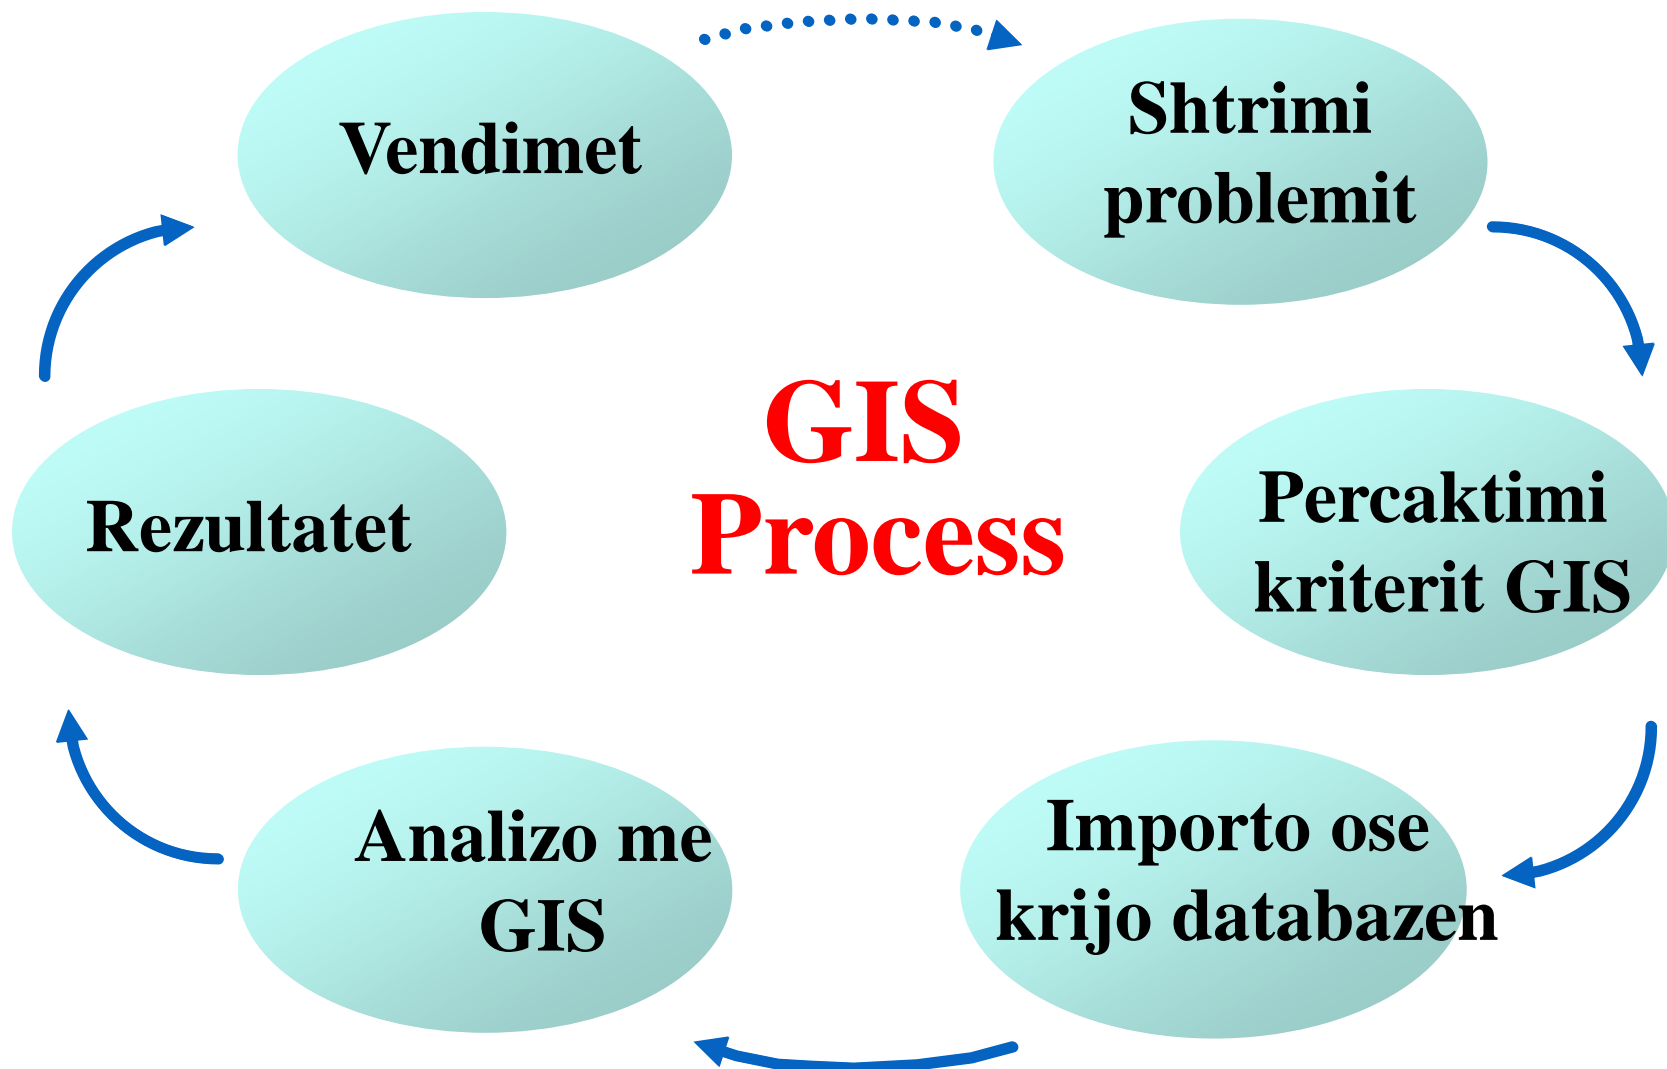 Vendimet
Shtrimi
problemit
GIS
Process
Rezultatet
Percaktimi
kriterit GIS
Analizo me
GIS
Importo ose
krijo databazen